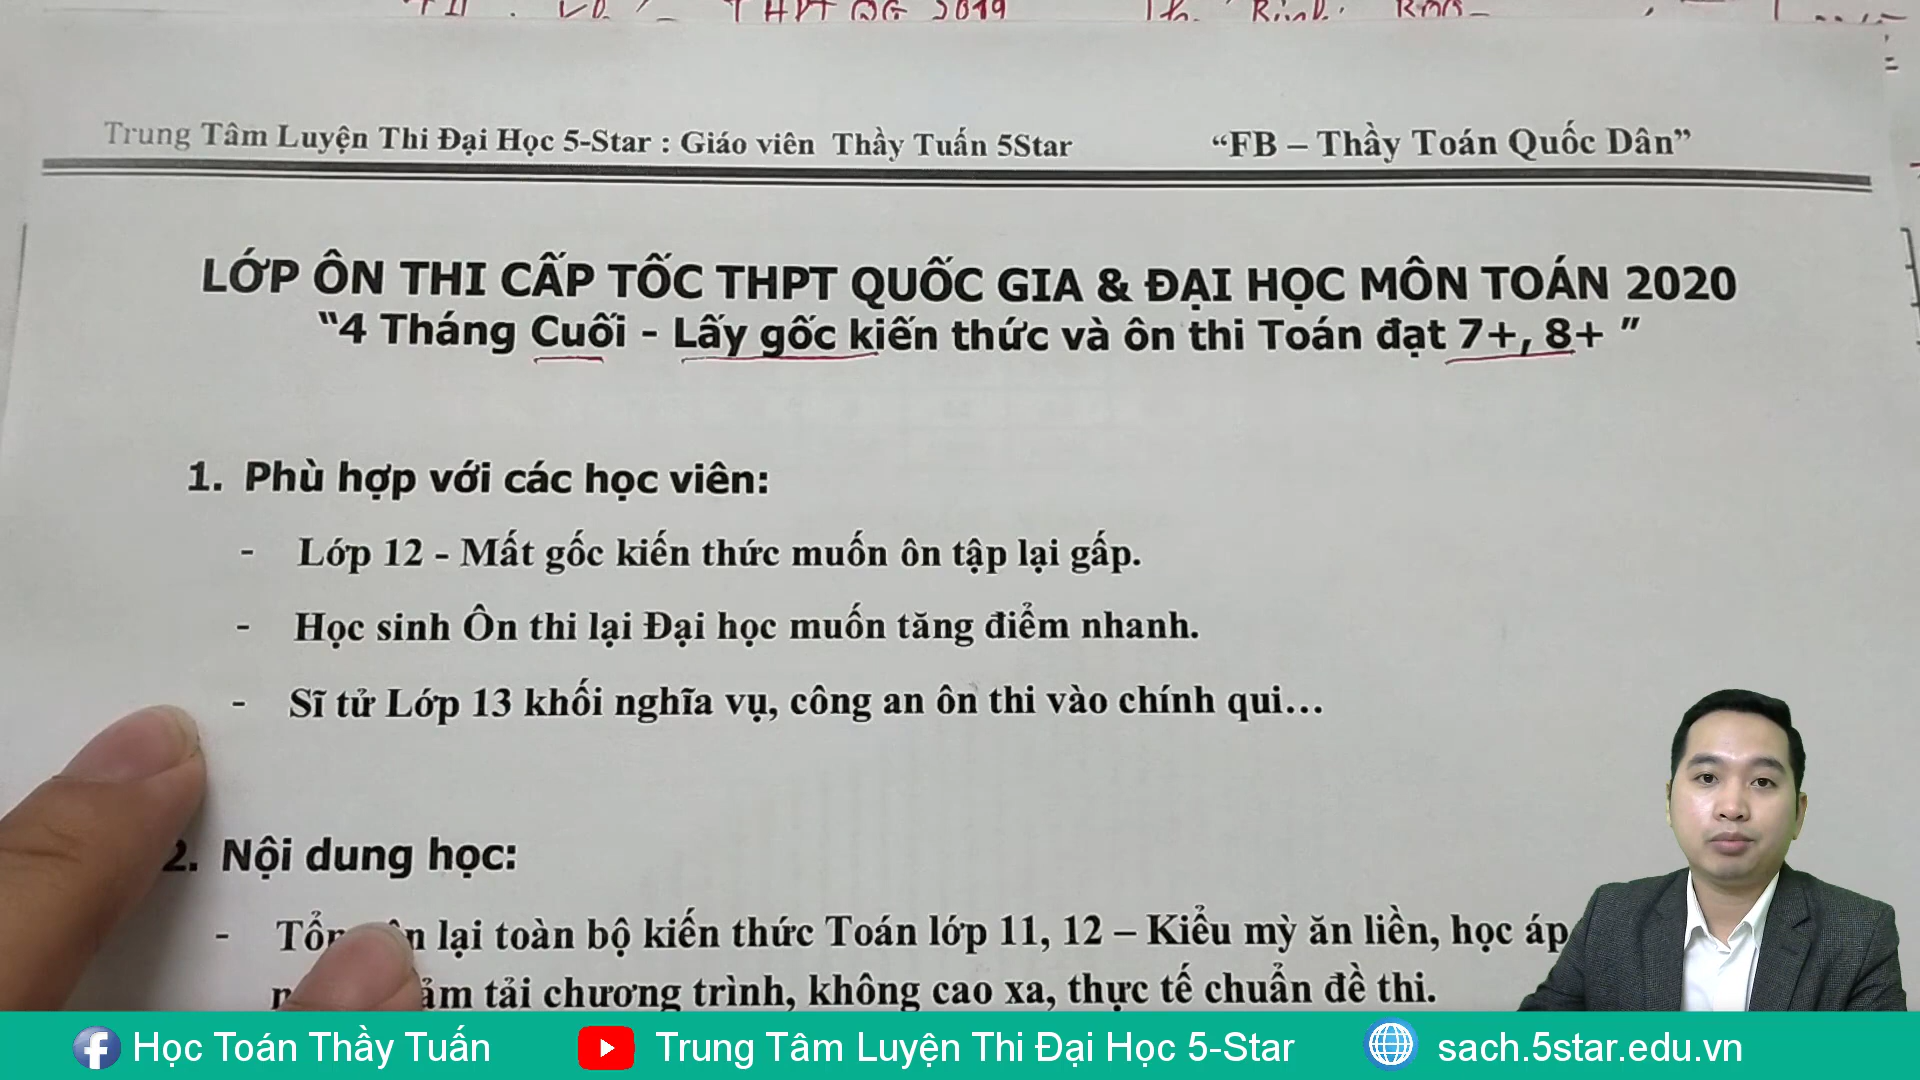 THPT QG 2019
Trung Tâm Luyện Thi Đại Học 5-Star : Giáo viên Thầy Tuấn 5Star “FB – Thầy Toán Quốc Dân”
LỚP ÔN THI CẤP TỐC THPT QUỐC GIA & ĐẠI HỌC MÔN TOÁN 2020
“4 Tháng Cuối - Lấy gốc kiến thức và ôn thi Toán đạt 7+, 8+ ”
1. Phù hợp với các học viên:
- Lớp 12 - Mất gốc kiến thức muốn ôn tập lại gấp.
- Học sinh Ôn thi lại Đại học muốn tăng điểm nhanh.
- Sĩ tử Lớp 13 khối nghĩa vụ, công an ôn thi vào chính qui…
2. Nội dung học:
- lại toàn bộ kiến thức Toán lớp 11, 12 – Kiểu mỳ ăn liền, học áp
tải chương trình, không cao xa, thực tế chuẩn đề thi.
Học Toán Thầy Tuấn Trung Tâm Luyện Thi Đại Học 5-Star sach.5star.edu.vn